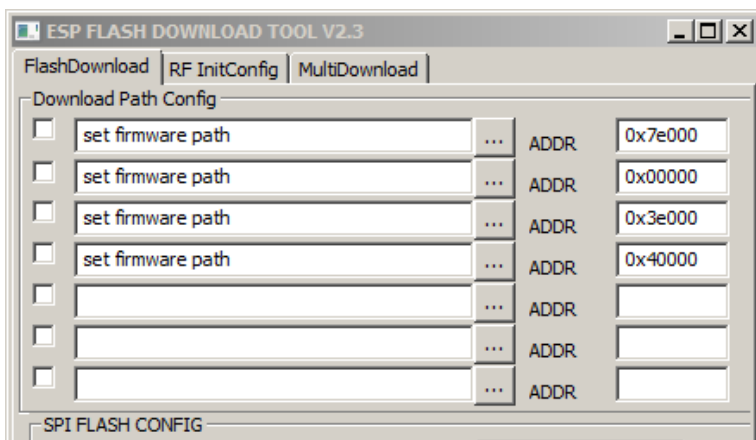 ESP FLASH DOWNLOAD TOOL V2.3
FlashDownload RF InitConfig MultiDownload
Download Path Config
set firmware path ... ADDR 0x7e000
set firmware path ... ADDR 0x00000
set firmware path ... ADDR 0x3e000
set firmware path ... ADDR 0x40000
... ADDR
... ADDR
... ADDR
SPI FLASH CONFIG